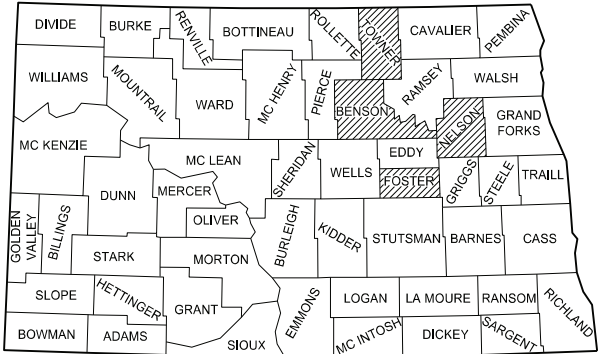 DIVIDE
BURKE
RENVILLE
BOTTINEAU
ROLLETTE
TOWNER
CAVALIER
PEMBINA
WILLIAMS
MOUNTRAIL
WARD
MC HENRY
PIERCE
BENSON
RAMSEY
WALSH
NELSON
GRAND
FORKS
MC KENZIE
MC LEAN
SHERIDAN
WELLS
EDDY
FOSTER
GRIGGS
STEELE
TRAILL
DUNN
MERCER
OLIVER
GOLDEN
VALLEY
BILLINGS
STARK
MORTON
BURLEIGH
KIDDER
STUTSMAN
BARNES
CASS
SLOPE
HETTINGER
GRANT
EMMONS
LOGAN
LA MOURE
RANSOM
RICHLAND
BOWMAN
ADAMS
SIOUX
MC INTOSH
DICKEY
SARGENT